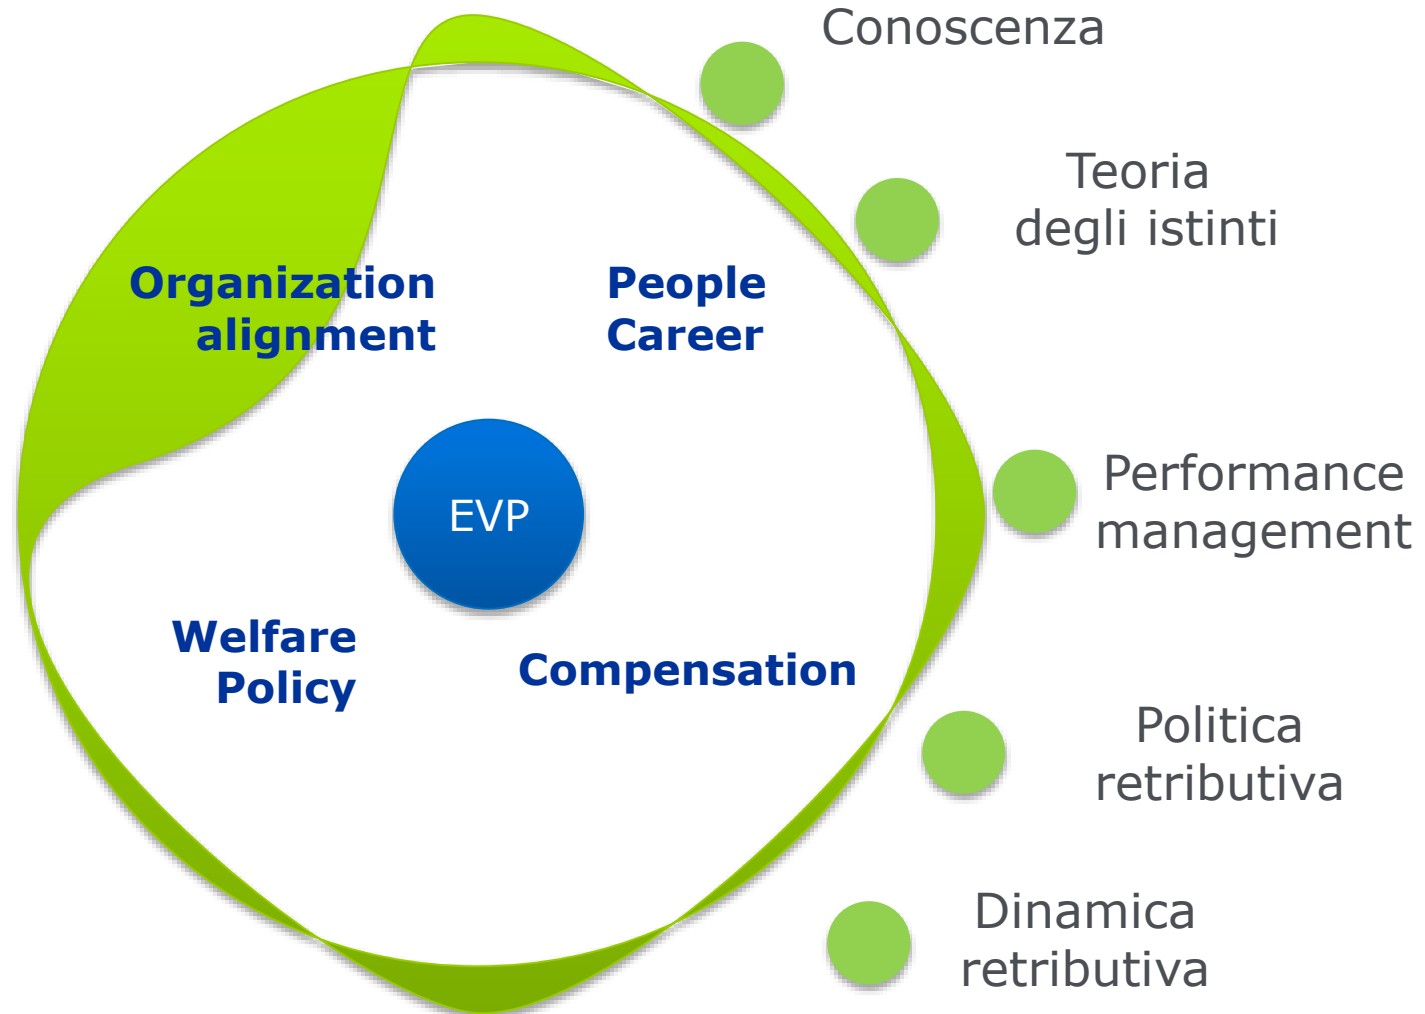 Conoscenza
Teoria
degli istinti
Organization
alignment
People
Career
EVP
Performance
management
Welfare
Policy
Compensation
Politica
retributiva
Dinamica
retributiva